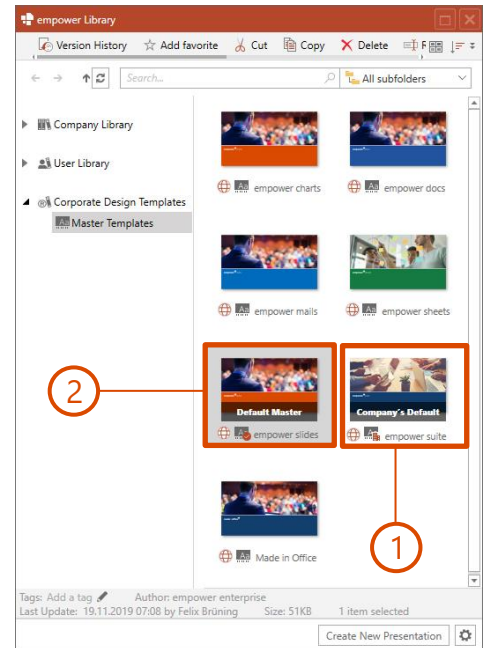 empower Library
Version History Add favorite Cut Copy Delete
Search...
All subfolders
Company Library
User Library
Corporate Design Templates
Master Templates
empower charts
empower docs
empower mails
empower sheets
2
Default Master
Company's Default
empower slides
empower suite
1
Made in Office
Tags: Add a tag Author: empower enterprise
Last Update: 19.11.2019 07:08 by Felix Brüning Size: 51KB 1 item selected
Create New Presentation